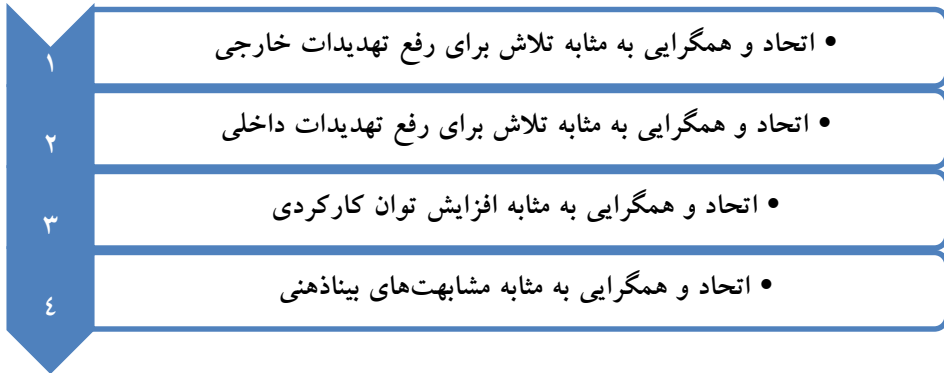 ۱
• اتحاد و همگرایی به مثابه تلاش برای رفع تهدیدات خارجی
۲
• اتحاد و همگرایی به مثابه تلاش برای رفع تهدیدات داخلی
۳
• اتحاد و همگرایی به مثابه افزایش توان کارکردی
٤
• اتحاد و همگرایی به مثابه مشابهت‌های بیناذهنی